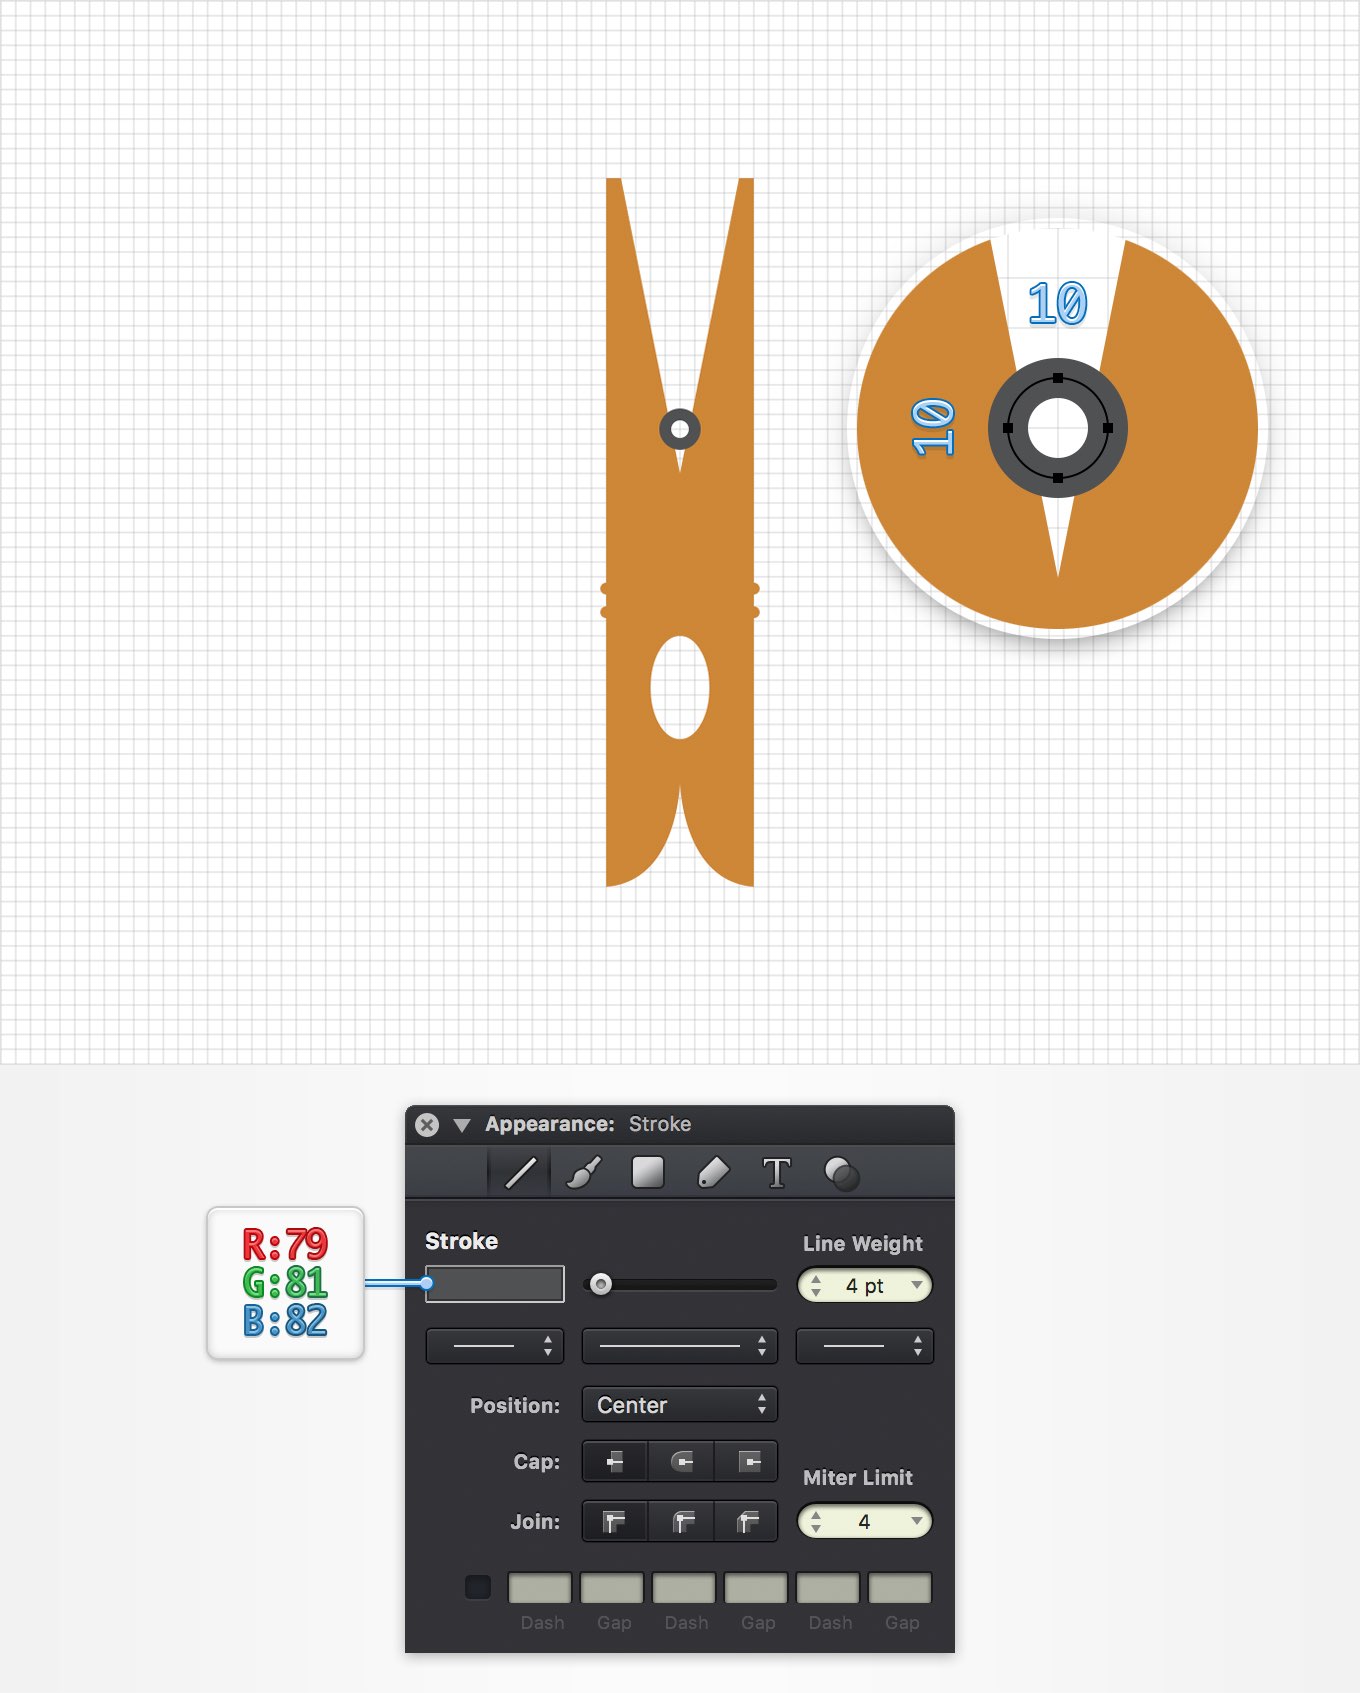 10
10
Appearance: Stroke
R:79
G:81
B:82
Stroke
Line Weight
4 pt
Position: Center
Cap:
Miter Limit
Join:
4
Dash Gap Dash Gap Dash Gap